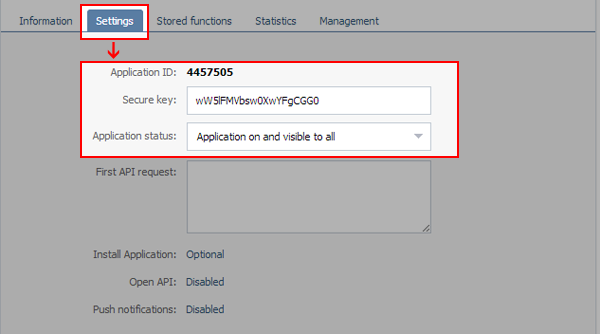 Information Settings Stored functions Statistics Management
Application ID: 4457505
Secure key: wW5lFMVbsw0XwYFgCGG0
Application status: Application on and visible to all
First API request:
Install Application: Optional
Open API: Disabled
Push notifications: Disabled